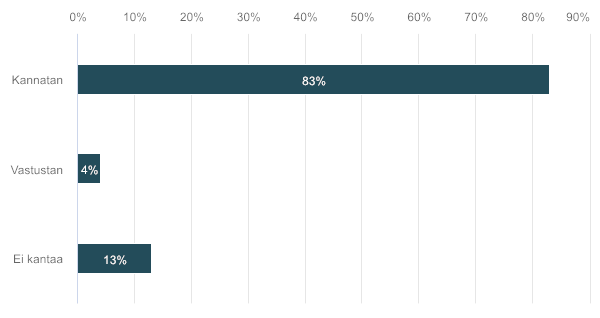 0% 10% 20% 30% 40% 50% 60% 70% 80% 90%
Kannatan 83%
Vastustan 4%
Ei kantaa 13%